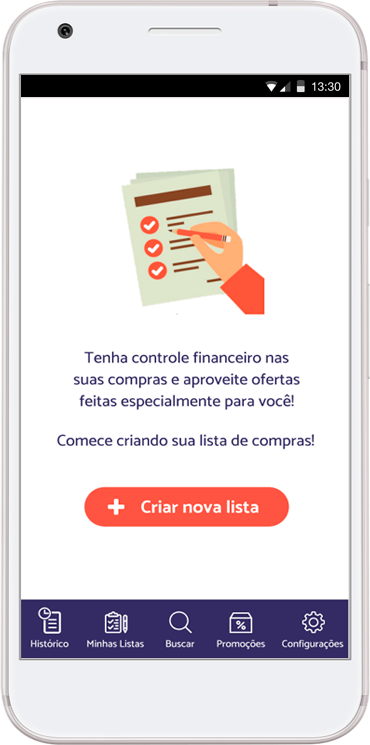 13:30
Tenha controle financeiro nas
suas compras e aproveite ofertas
feitas especialmente para você!
Comece criando sua lista de compras!
Criar nova lista
Histórico Minhas Listas Buscar Promoções Configurações